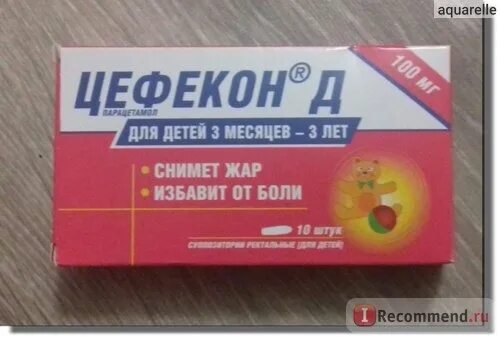 aquarelle
100 МГ
ЦЕФЕКОН® Д
ПАРАЦЕТАМОЛ
ДЛЯ ДЕТЕЙ 3 МЕСЯЦЕВ – 3 ЛЕТ
• СНИМЕТ ЖАР
• ИЗБАВИТ ОТ БОЛИ
10 штук
СУППОЗИТОРИИ РЕКТАЛЬНЫЕ (ДЛЯ ДЕТЕЙ)
I Recommend.ru